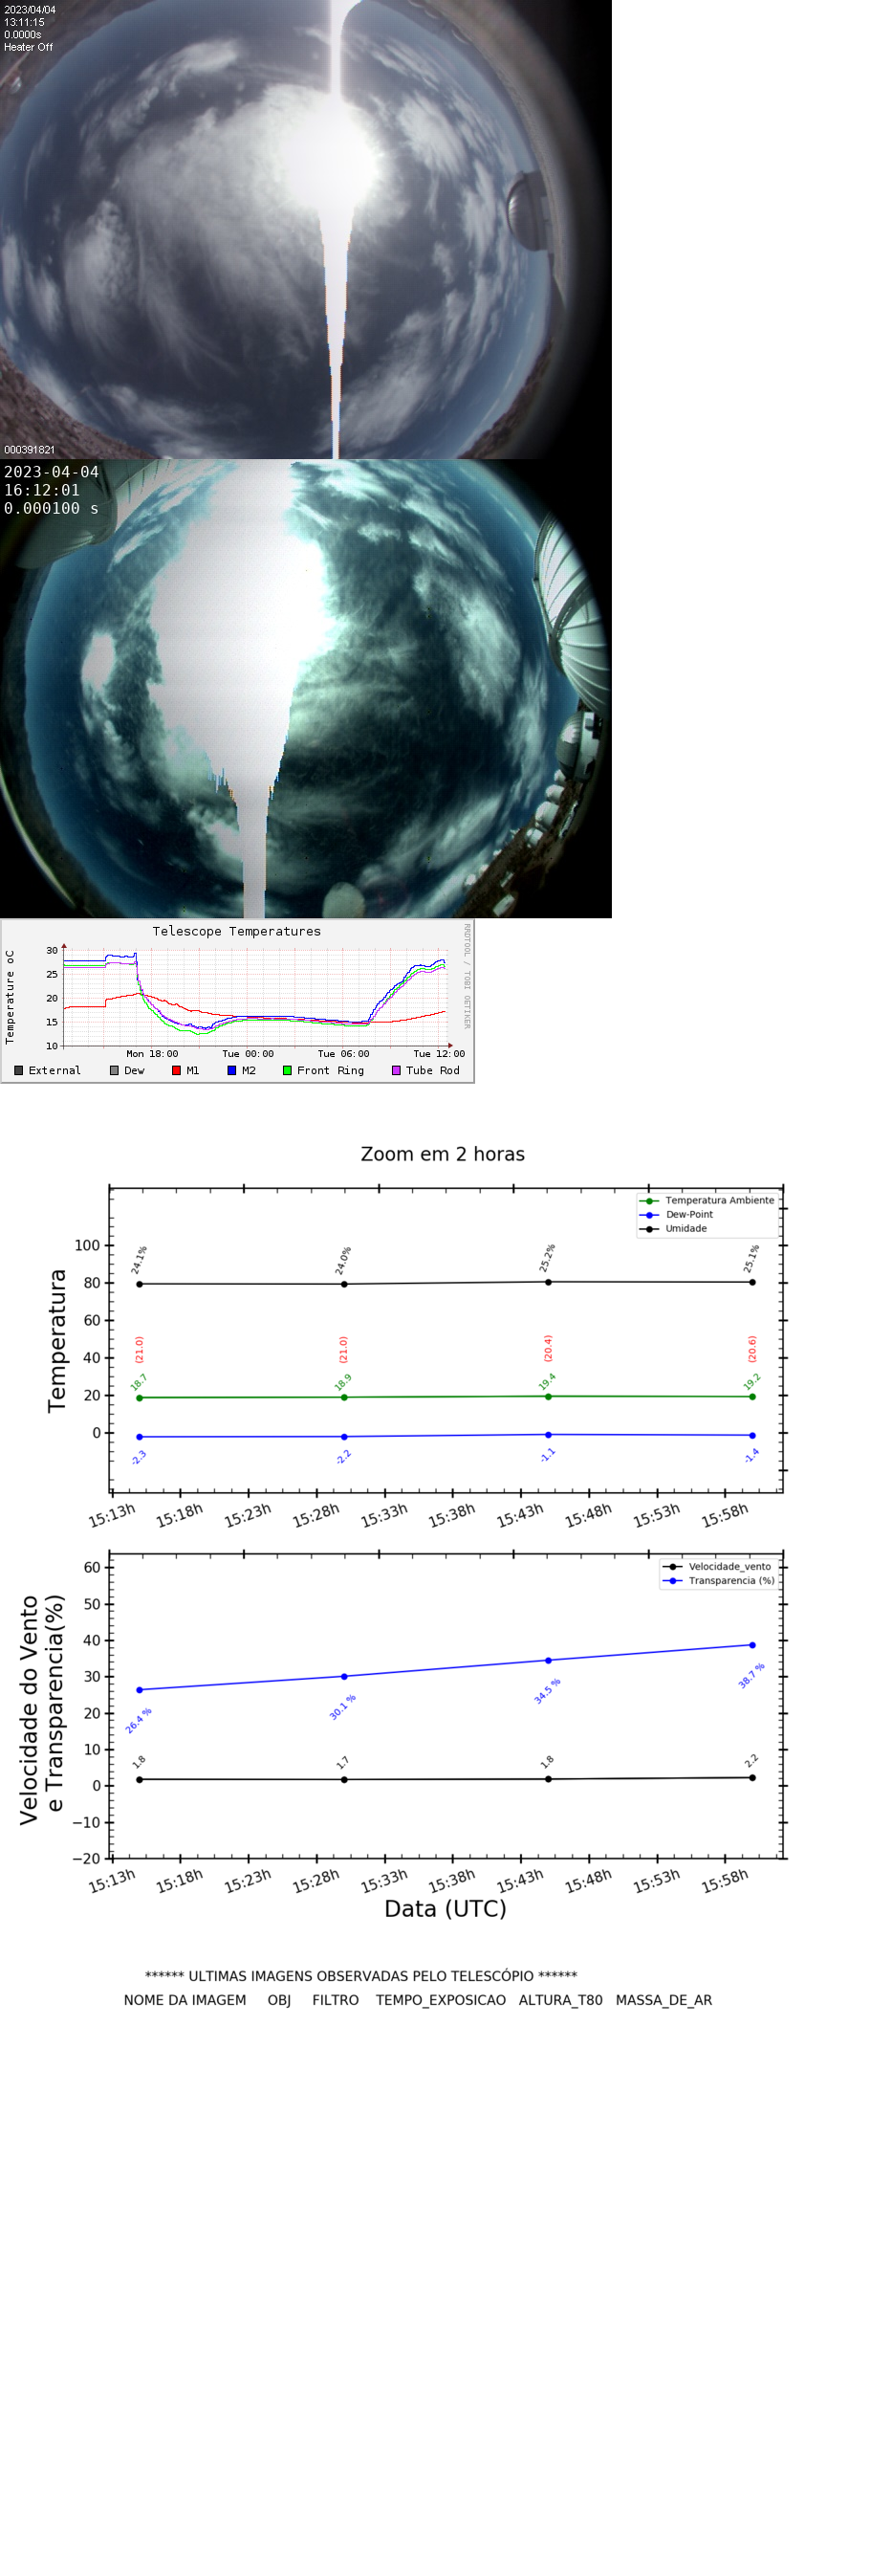 2023/04/04
13:11:15
0.0000s
Heater Off
000391821
2023-04-04
16:12:01
0.000100 s
Telescope Temperatures
RRDTOOL / TOBI OETIKER
Temperature oC
30
25
20
15
10
Mon 18:00 Tue 00:00 Tue 06:00 Tue 12:00
External Dew M1 M2 Front Ring Tube Rod
Zoom em 2 horas
Temperatura
Temperatura Ambiente
Dew-Point
Umidade
100
80
60
40
20
0
24.1% 24.0% 25.2% 25.1%
(21.0) (21.0) (20.4) (20.6)
18.7 18.9 19.4 19.2
-2.3 -2.2 -1.1 -1.4
15:13h 15:18h 15:23h 15:28h 15:33h 15:38h 15:43h 15:48h 15:53h 15:58h
Velocidade do Vento
e Transparencia(%)
Velocidade_vento
Transparencia (%)
60
50
40
30
20
10
0
−10
−20
26.4 % 30.1 % 34.5 % 38.7 %
1.8 1.7 1.8 2.2
15:13h 15:18h 15:23h 15:28h 15:33h 15:38h 15:43h 15:48h 15:53h 15:58h
Data (UTC)
****** ULTIMAS IMAGENS OBSERVADAS PELO TELESCÓPIO ******
NOME DA IMAGEM OBJ FILTRO TEMPO_EXPOSICAO ALTURA_T80 MASSA_DE_AR